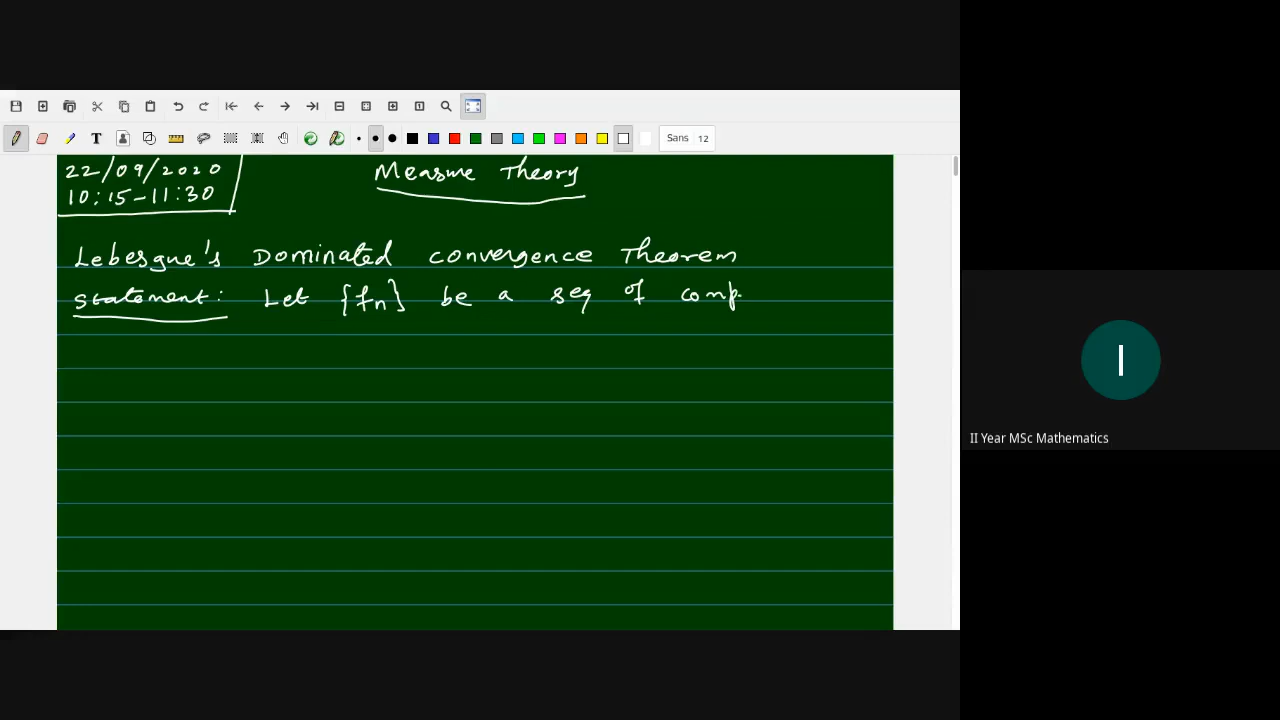 Sans 12
22/09/2020
10:15-11:30
Measure Theory
Lebesgue's Dominated convergence Theorem
Statement: Let {fn} be a seq of comp
II Year MSc Mathematics
I